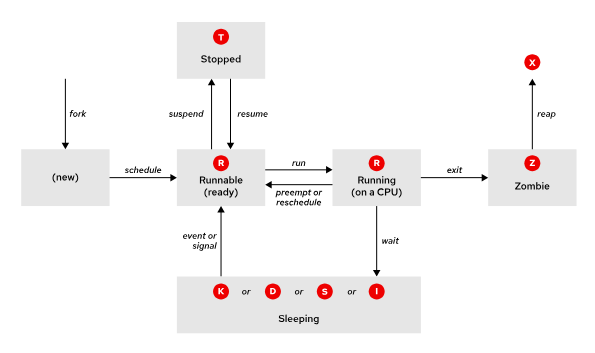 T
Stopped
X
fork
suspend
resume
reap
(new)
schedule
R
Runnable
(ready)
run
preempt or
reschedule
R
Running
(on a CPU)
exit
Z
Zombie
event or
signal
wait
K or D or S or I
Sleeping